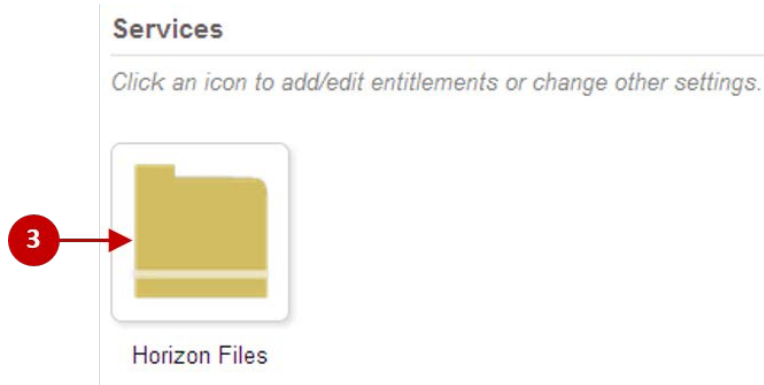 Services
Click an icon to add/edit entitlements or change other settings.
3
Horizon Files